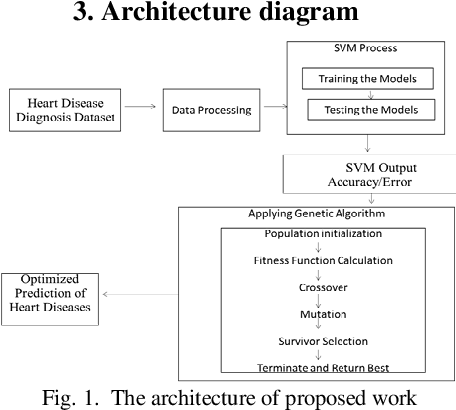 3. Architecture diagram
SVM Process
Training the Models
Testing the Models
Heart Disease
Diagnosis Dataset
Data Processing
SVM Output
Accuracy/Error
Applying Genetic Algorithm
Population initialization
Fitness Function Calculation
Crossover
Mutation
Survivor Selection
Terminate and Return Best
Optimized
Prediction of
Heart Diseases
Fig. 1. The architecture of proposed work